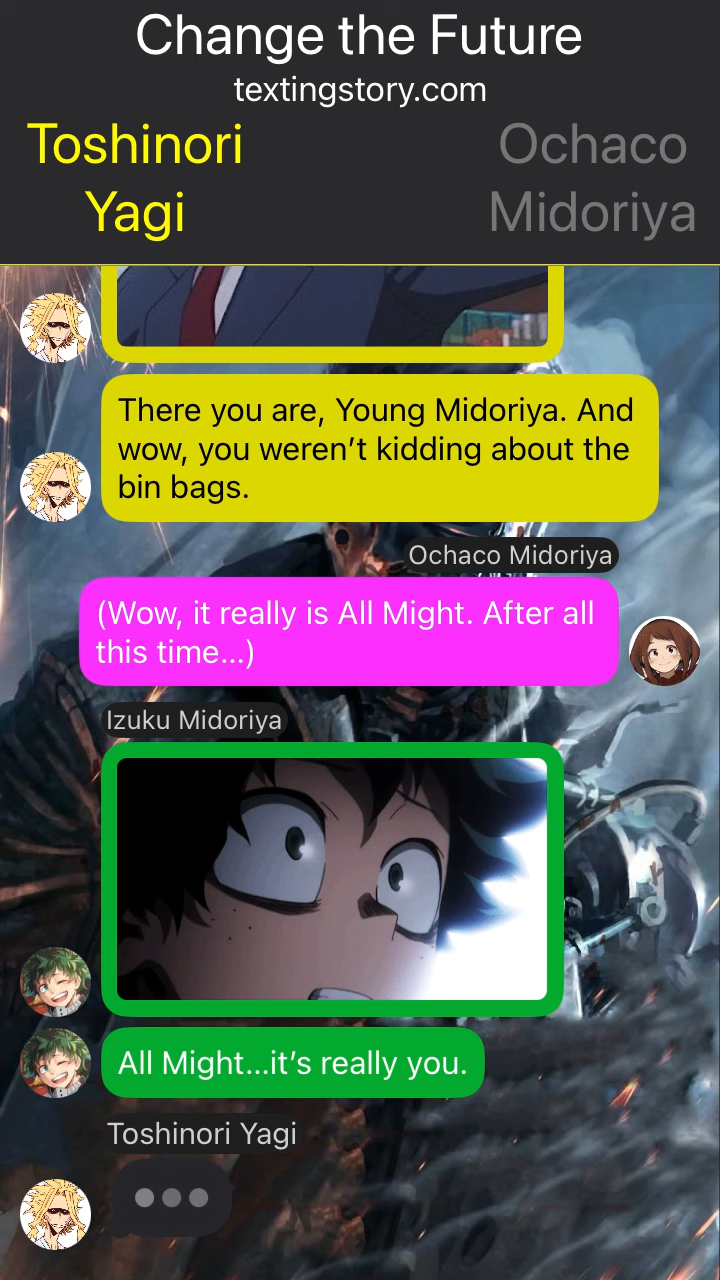 Change the Future
textingstory.com
Toshinori
Yagi
Ochaco
Midoriya
There you are, Young Midoriya. And
wow, you weren’t kidding about the
bin bags.
Ochaco Midoriya
(Wow, it really is All Might. After all
this time...)
Izuku Midoriya
All Might...it’s really you.
Toshinori Yagi